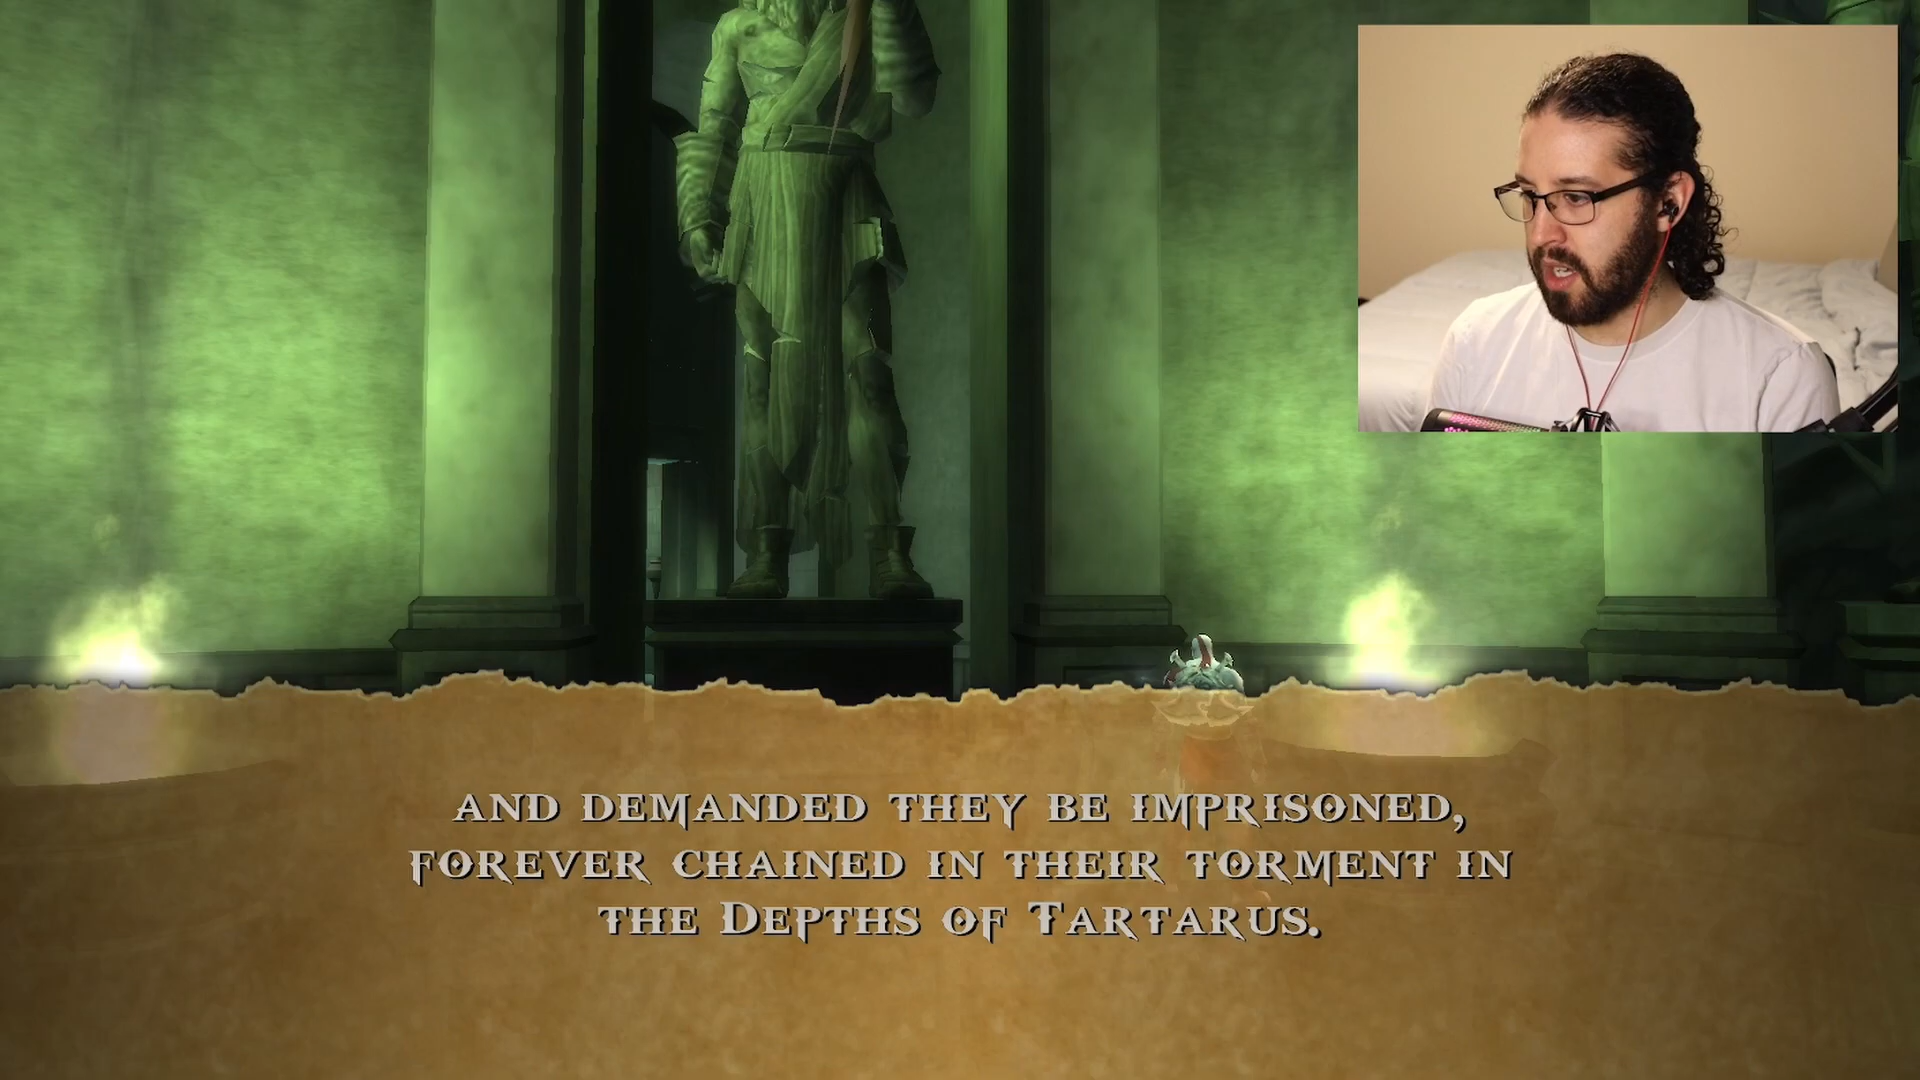 AND DEMANDED THEY BE IMPRISONED,
FOREVER CHAINED IN THEIR TORMENT IN
THE DEPTHS OF TARTARUS.